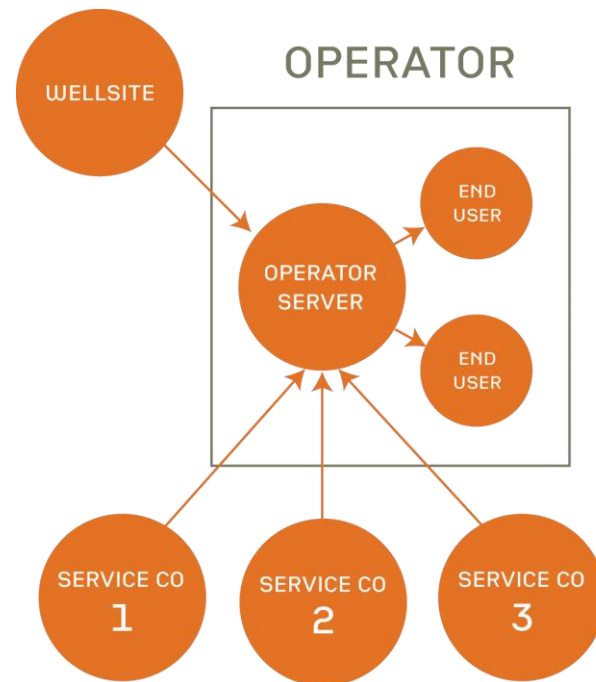 OPERATOR
WELLSITE
END
USER
OPERATOR
SERVER
END
USER
SERVICE CO
1
SERVICE CO
2
SERVICE CO
3